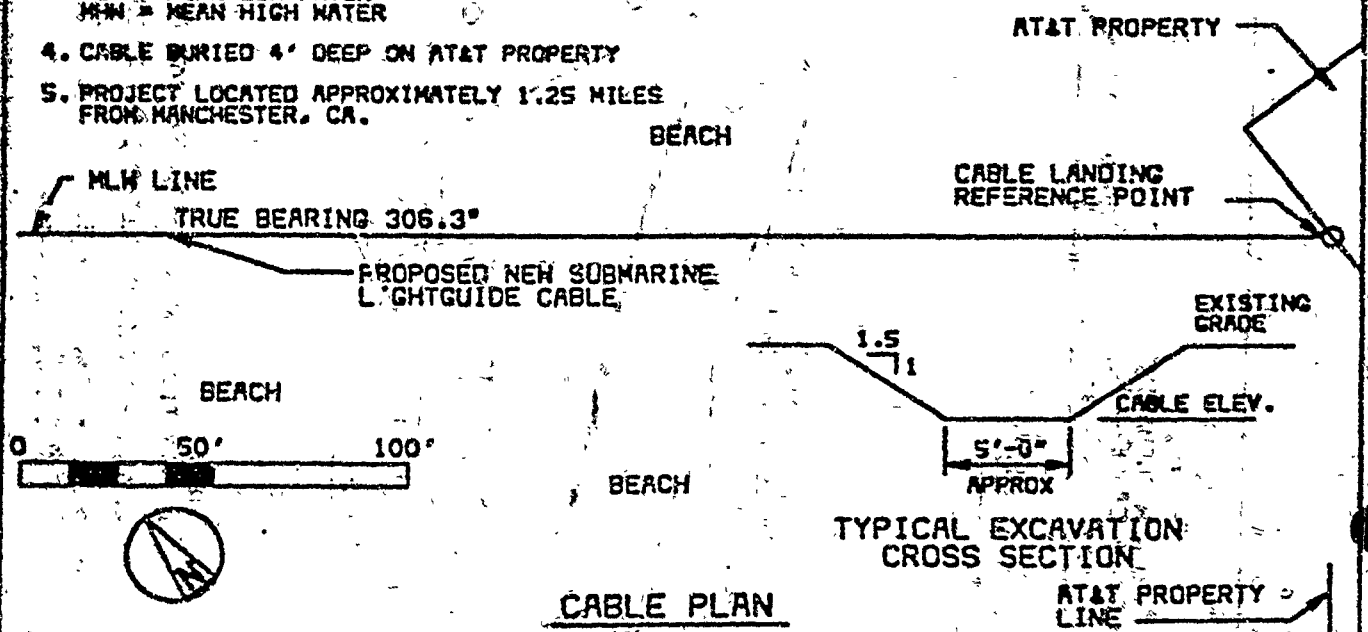 MHW = MEAN HIGH WATER
4. CABLE BURIED 4' DEEP ON AT&T PROPERTY
5. PROJECT LOCATED APPROXIMATELY 1.25 MILES
FROM MANCHESTER, CA.
AT&T PROPERTY
BEACH
MLW LINE
CABLE LANDING
REFERENCE POINT
TRUE BEARING 306.3°
PROPOSED NEW SUBMARINE
LIGHTGUIDE CABLE
EXISTING
GRADE
1.5
1
BEACH
CABLE ELEV.
0 50' 100'
5'-0"
APPROX
BEACH
TYPICAL EXCAVATION
CROSS SECTION
N
CABLE PLAN
AT&T PROPERTY
LINE